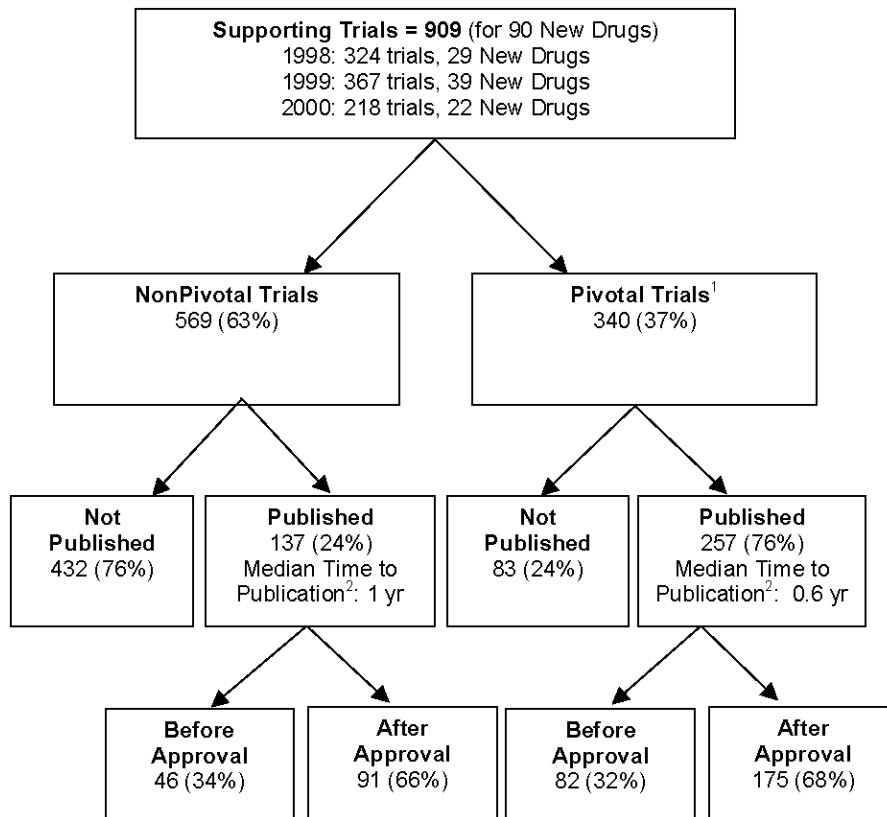 Supporting Trials = 909 (for 90 New Drugs)
1998: 324 trials, 29 New Drugs
1999: 367 trials, 39 New Drugs
2000: 218 trials, 22 New Drugs
NonPivotal Trials
569 (63%)
Pivotal Trials¹
340 (37%)
Not
Published
432 (76%)
Published
137 (24%)
Median Time to
Publication²: 1 yr
Not
Published
83 (24%)
Published
257 (76%)
Median Time to
Publication²: 0.6 yr
Before
Approval
46 (34%)
After
Approval
91 (66%)
Before
Approval
82 (32%)
After
Approval
175 (68%)